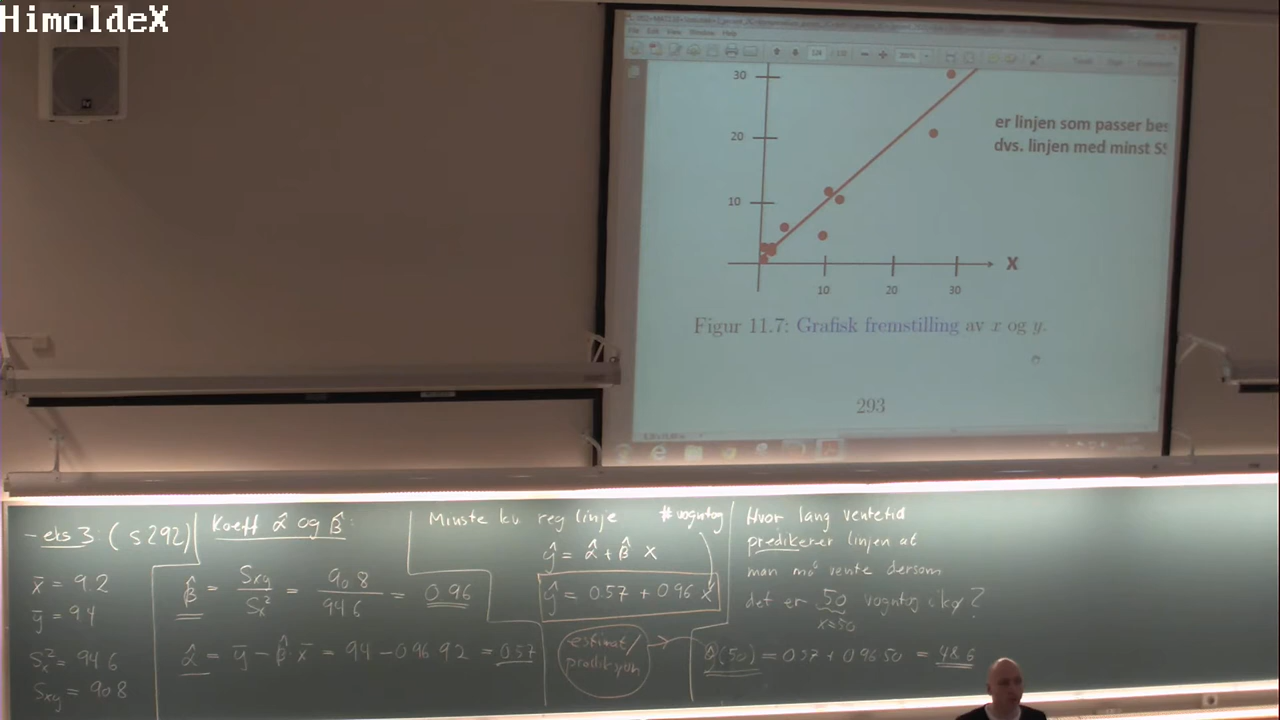 HimoldeX
30
20
10
10
20
30
X
er linjen som passer bes
dvs. linjen med minst SS
Figur 11.7: Grafisk fremstilling av x og y.
293
- eks 3: (s 292)
x̄ = 9.2
ȳ = 9.4
Sx² = 94.6
Sxy = 90.8
Koeff α̂ og β̂:
β̂ = Sxy / Sx² = 90.8 / 94.6 = 0.96
α̂ = ȳ - β̂ · x̄ = 9.4 - 0.96 · 9.2 = 0.57
Minste kv reg linje
# vogntog
ŷ = α̂ + β̂ x
ŷ = 0.57 + 0.96 x
estimat/
prediksjon
Hvor lang ventetid
predikerer linjen at
man må vente dersom
det er 50 vogntog i kø?
x=50
ŷ(50) = 0.57 + 0.96 · 50 = 48.6